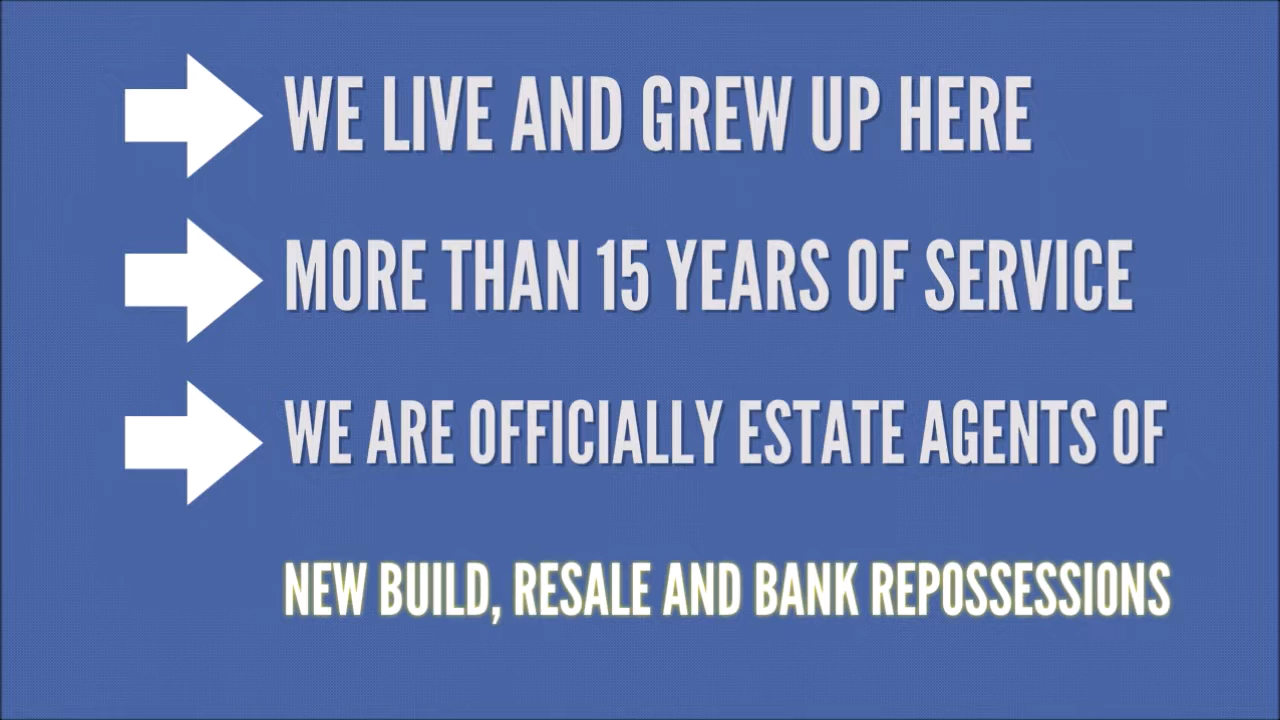 WE LIVE AND GREW UP HERE
MORE THAN 15 YEARS OF SERVICE
WE ARE OFFICIALLY ESTATE AGENTS OF
NEW BUILD, RESALE AND BANK REPOSSESSIONS